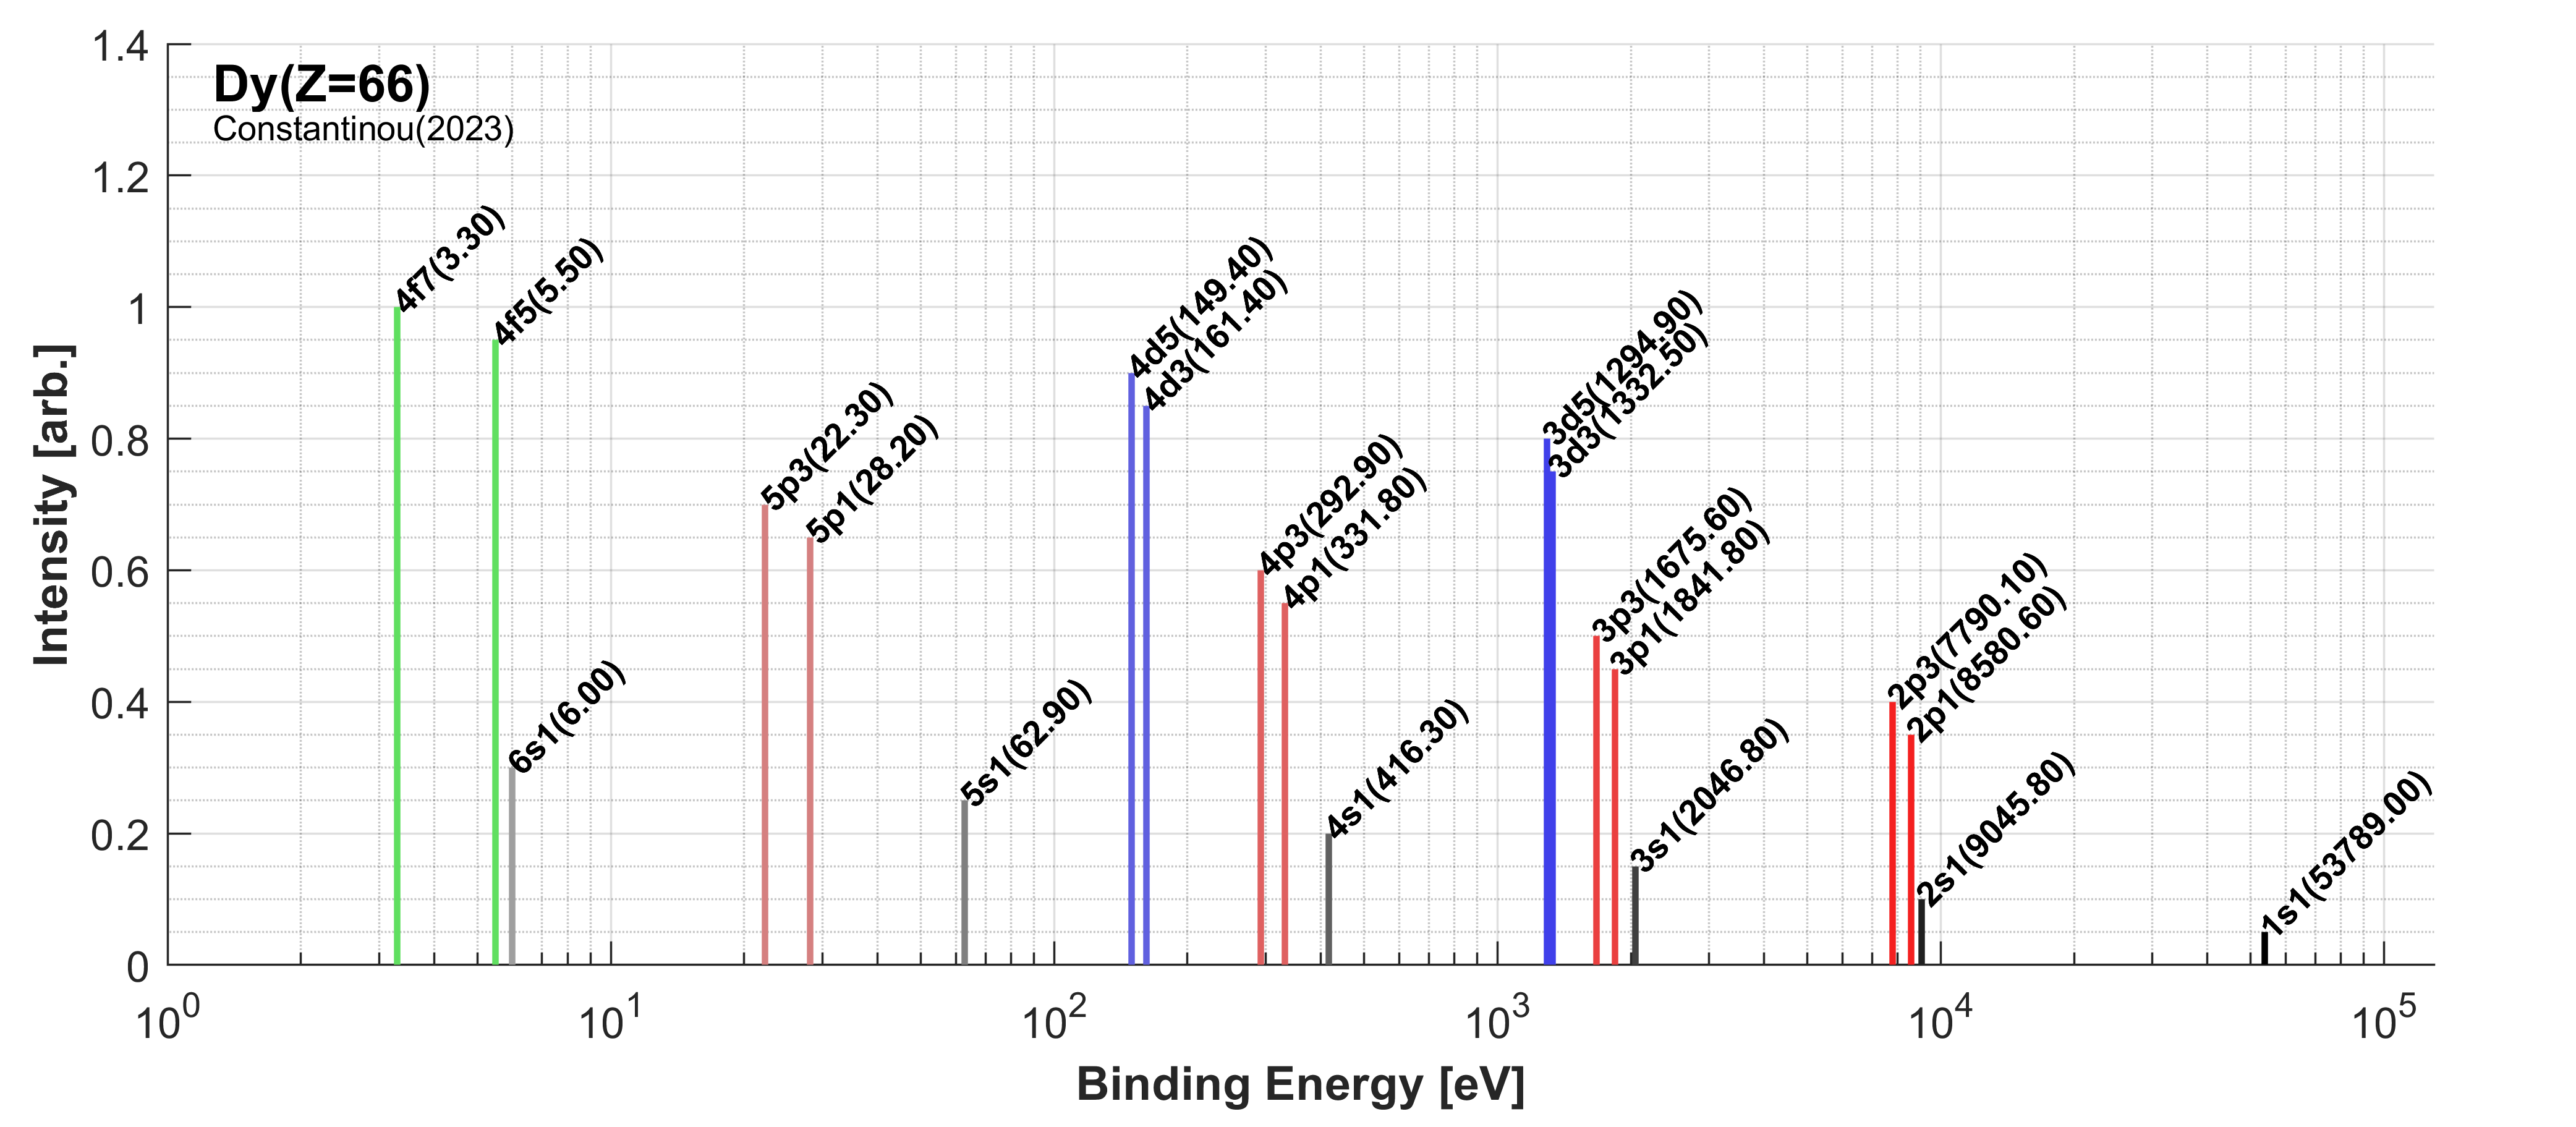 Dy(Z=66)
Constantinou(2023)
Intensity [arb.]
1.4
1.2
1
0.8
0.6
0.4
0.2
0
4f7(3.30)
4f5(5.50)
6s1(6.00)
5p3(22.30)
5p1(28.20)
5s1(62.90)
4d5(149.40)
4d3(161.40)
4p3(292.90)
4p1(331.80)
4s1(416.30)
3d5(1294.90)
3d3(1332.50)
3p3(1675.60)
3p1(1841.80)
3s1(2046.80)
2p3(7790.10)
2p1(8580.60)
2s1(9045.80)
1s1(53789.00)
10^0
10^1
10^2
10^3
10^4
10^5
Binding Energy [eV]